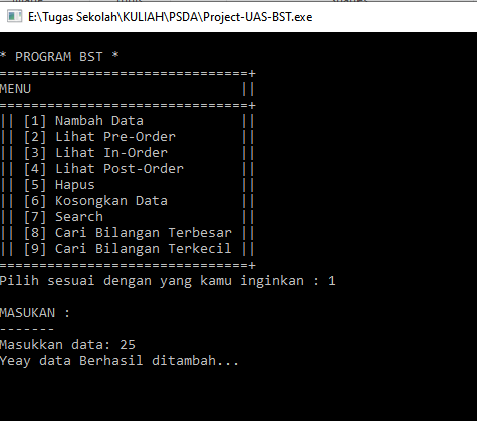 E:\Tugas Sekolah\KULIAH\PSDA\Project-UAS-BST.exe
* PROGRAM BST *
===============================+
MENU                          ||
===============================+
|| [1] Nambah Data            ||
|| [2] Lihat Pre-Order        ||
|| [3] Lihat In-Order         ||
|| [4] Lihat Post-Order       ||
|| [5] Hapus                  ||
|| [6] Kosongkan Data         ||
|| [7] Search                 ||
|| [8] Cari Bilangan Terbesar ||
|| [9] Cari Bilangan Terkecil ||
===============================+
Pilih sesuai dengan yang kamu inginkan : 1
MASUKAN :
-------
Masukkan data: 25
Yeay data Berhasil ditambah...